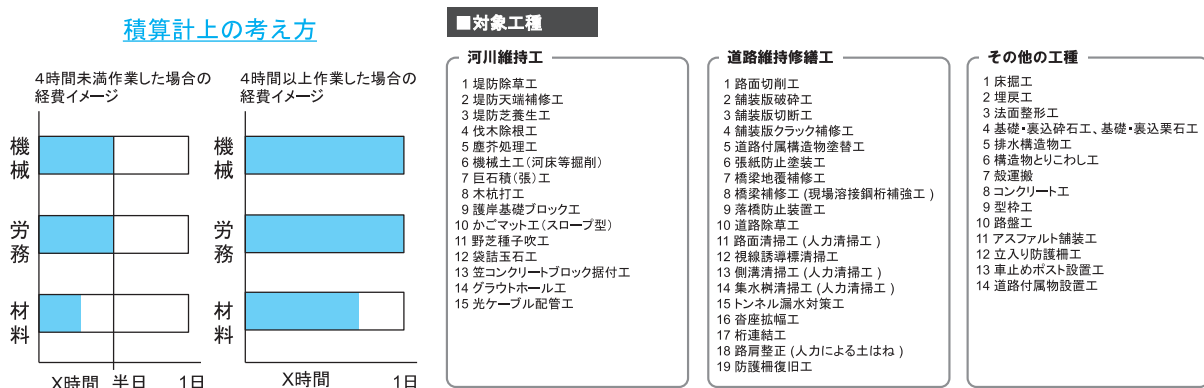 積算計上の考え方
4時間未満作業した場合の
経費イメージ
機械
労務
材料
X時間 半日 1日
4時間以上作業した場合の
経費イメージ
機械
労務
材料
X時間 1日
■対象工種
河川維持工
1 堤防除草工
2 堤防天端補修工
3 堤防芝養生工
4 伐木除根工
5 塵芥処理工
6 機械土工(河床等掘削)
7 巨石積(張)工
8 木杭打工
9 護岸基礎ブロック工
10 かごマット工(スロープ型)
11 野芝種子吹工
12 袋詰玉石工
13 笠コンクリートブロック据付工
14 グラウトホール工
15 光ケーブル配管工
道路維持修繕工
1 路面切削工
2 舗装版破砕工
3 舗装版切断工
4 舗装版クラック補修工
5 道路付属構造物塗替工
6 張紙防止塗装工
7 橋梁地覆補修工
8 橋梁補修工 (現場溶接鋼桁補強工 )
9 落橋防止装置工
10 道路除草工
11 路面清掃工 (人力清掃工 )
12 視線誘導標清掃工
13 側溝清掃工 (人力清掃工 )
14 集水桝清掃工 (人力清掃工 )
15 トンネル漏水対策工
16 沓座拡幅工
17 桁連結工
18 路肩整正 (人力による土はね )
19 防護柵復旧工
その他の工種
1 床掘工
2 埋戻工
3 法面整形工
4 基礎・裏込砕石工、基礎・裏込栗石工
5 排水構造物工
6 構造物とりこわし工
7 殻運搬
8 コンクリート工
9 型枠工
10 路盤工
11 アスファルト舗装工
12 立入り防護柵工
13 車止めポスト設置工
14 道路付属物設置工